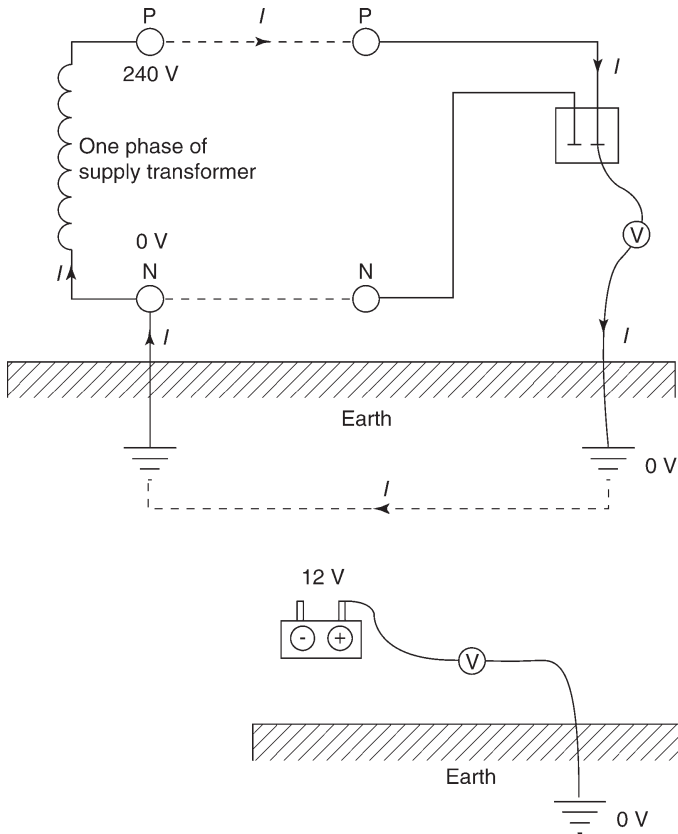 P
I
P
240 V
I
One phase of
supply transformer
0 V
V
I
N
N
I
I
Earth
0 V
I
12 V
- +
V
Earth
0 V